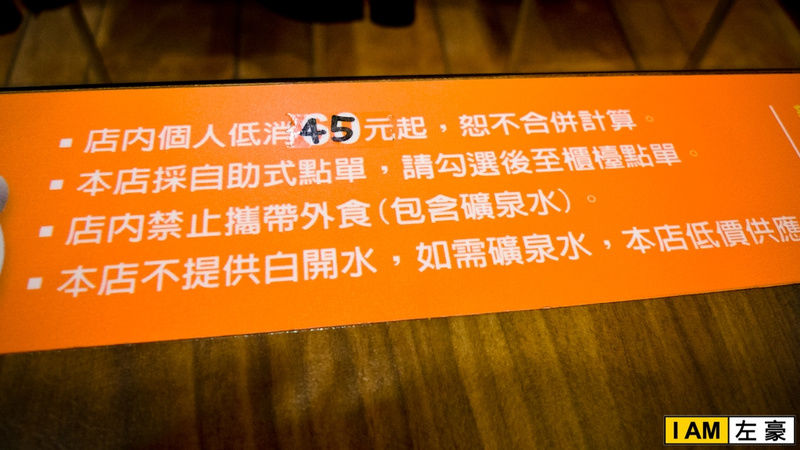 ▪ 店內個人低消45元起，恕不合併計算。
▪ 本店採自助式點單，請勾選後至櫃檯點單。
▪ 店內禁止攜帶外食(包含礦泉水)。
▪ 本店不提供白開水，如需礦泉水，本店低價供應
I AM 左豪